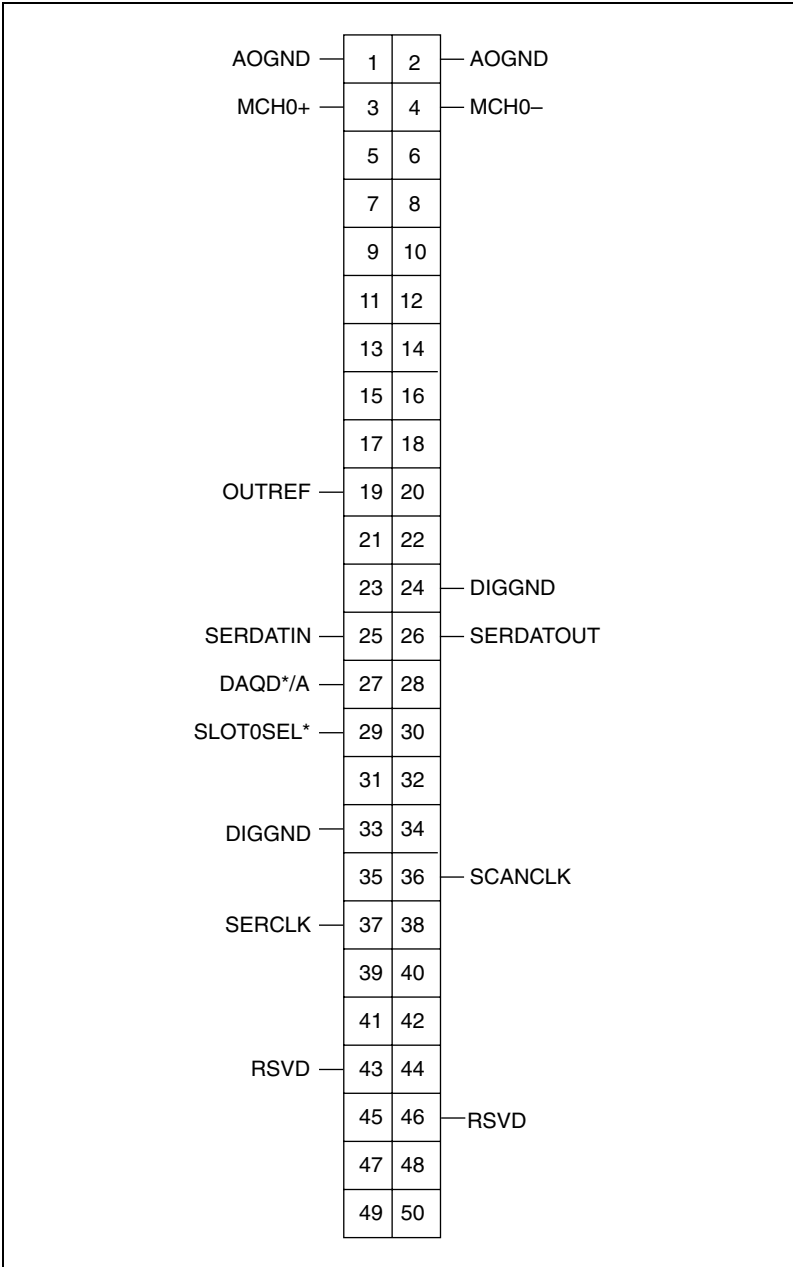 AOGND 1 2 AOGND
MCH0+ 3 4 MCH0–
5 6
7 8
9 10
11 12
13 14
15 16
17 18
OUTREF 19 20
21 22
23 24 DIGGND
SERDATIN 25 26 SERDATOUT
DAQD*/A 27 28
SLOT0SEL* 29 30
31 32
DIGGND 33 34
35 36 SCANCLK
SERCLK 37 38
39 40
41 42
RSVD 43 44
45 46 RSVD
47 48
49 50